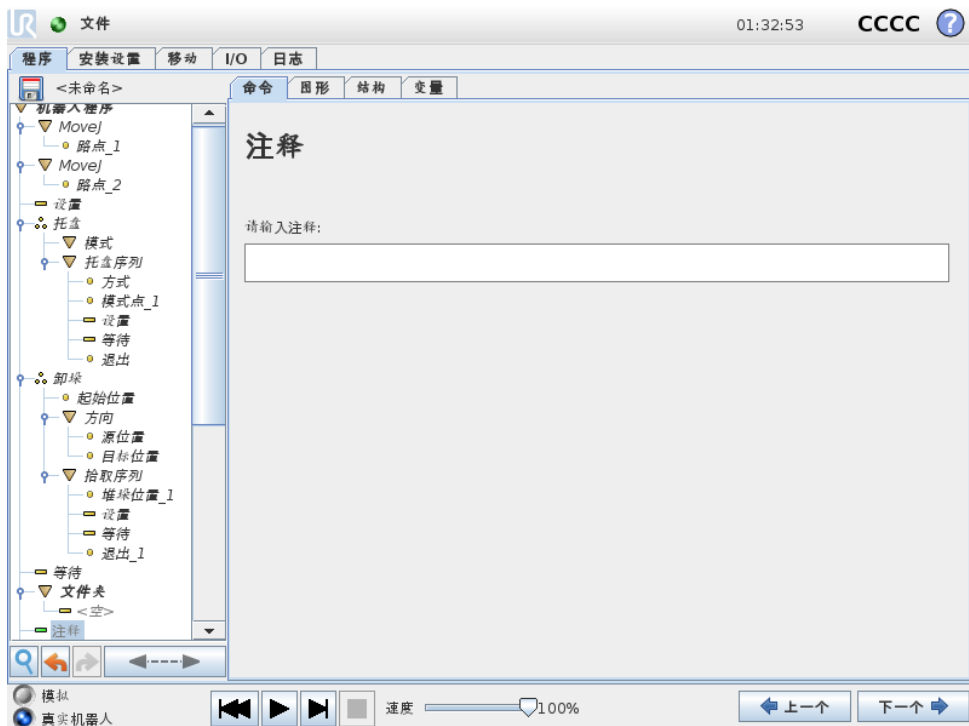 UR 文件 01:32:53 CCCC ?
程序 安装设置 移动 I/O 日志
<未命名> 命令 图形 结构 变量
机器人程序
MoveJ
路点_1
MoveJ
路点_2
设置
托盘
模式
托盘序列
方式
模式点_1
设置
等待
退出
卸垛
起始位置
方向
源位置
目标位置
拾取序列
堆垛位置_1
设置
等待
退出_1
等待
文件夹
<空>
注释
注释
请输入注释:
模拟
真实机器人
速度 100% 上一个 下一个